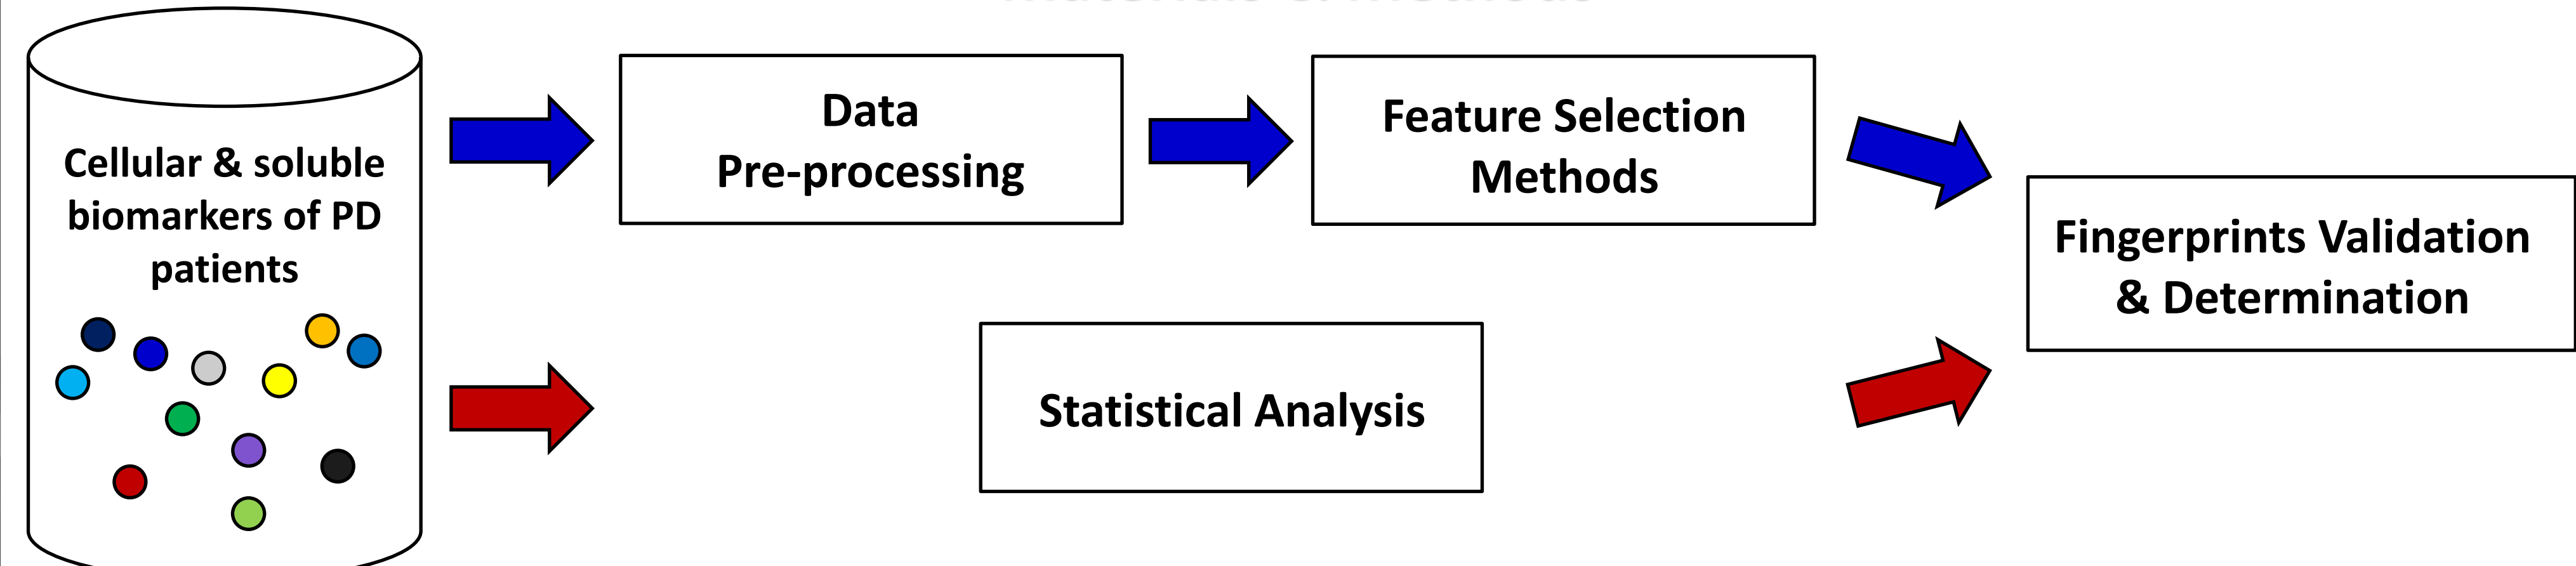 Cellular & soluble
biomarkers of PD
patients
Data
Pre-processing
Feature Selection
Methods
Statistical Analysis
Fingerprints Validation
& Determination